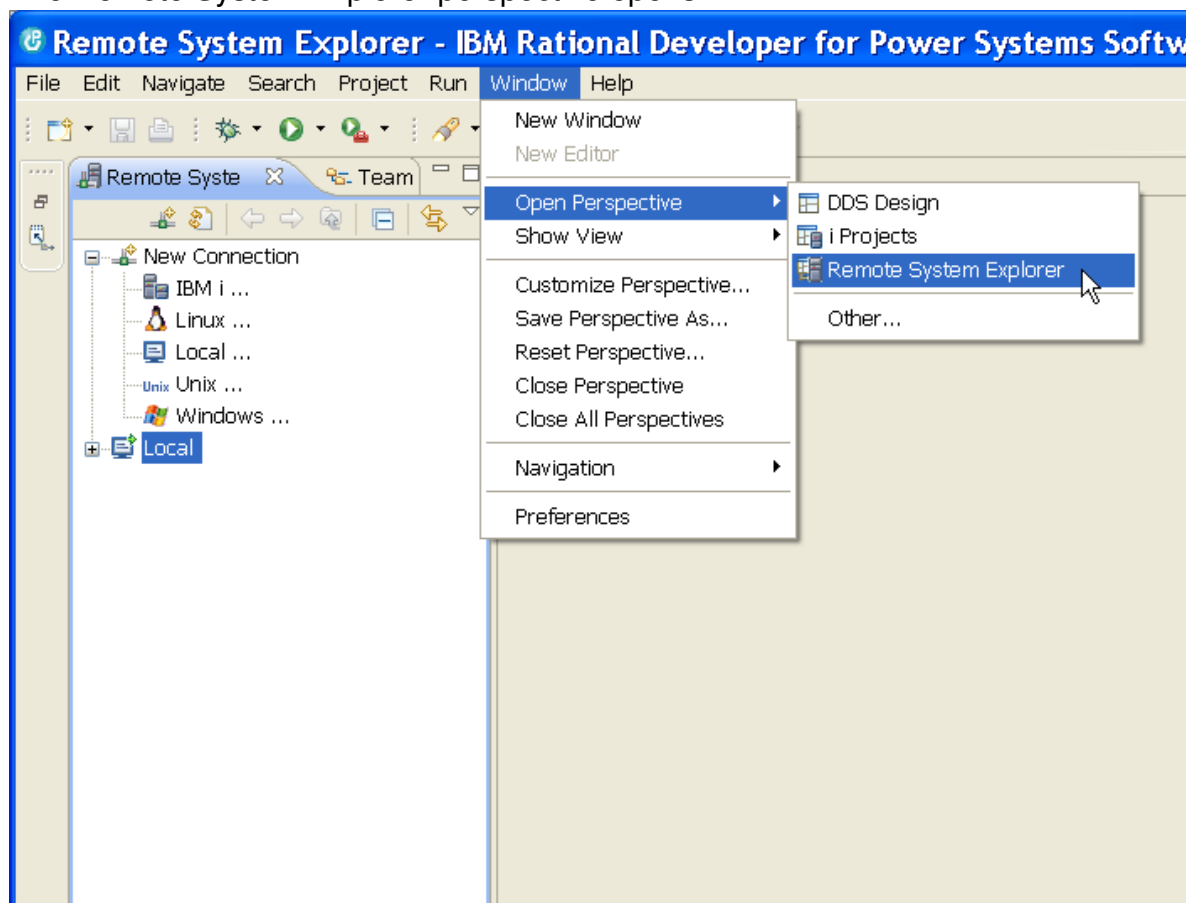 Remote System Explorer - IBM Rational Developer for Power Systems Softw
File Edit Navigate Search Project Run Window Help
New Window
New Editor
Remote Syste Team
Open Perspective
Show View
Customize Perspective...
Save Perspective As...
Reset Perspective...
Close Perspective
Close All Perspectives
Navigation
Preferences
DDS Design
i Projects
Remote System Explorer
Other...
New Connection
IBM i ...
Linux ...
Local ...
Unix Unix ...
Windows ...
Local